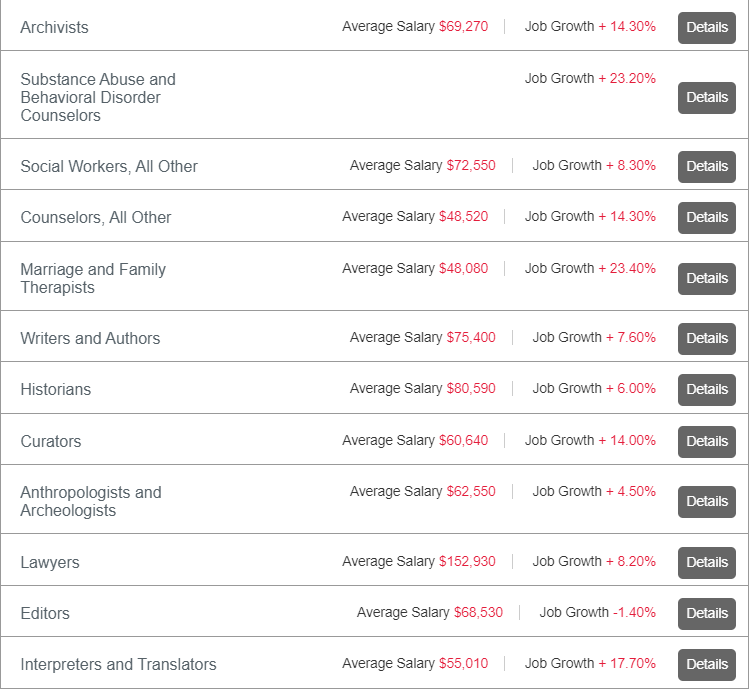 Archivists Average Salary $69,270 Job Growth + 14.30% Details
Substance Abuse and Job Growth + 23.20%
Behavioral Disorder Details
Counselors
Social Workers, All Other Average Salary $72,550 Job Growth + 8.30% Details
Counselors, All Other Average Salary $48,520 Job Growth + 14.30% Details
Marriage and Family Average Salary $48,080 Job Growth + 23.40% Details
Therapists
Writers and Authors Average Salary $75,400 Job Growth + 7.60% Details
Historians Average Salary $80,590 Job Growth + 6.00% Details
Curators Average Salary $60,640 Job Growth + 14.00% Details
Anthropologists and Average Salary $62,550 Job Growth + 4.50% Details
Archeologists
Lawyers Average Salary $152,930 Job Growth + 8.20% Details
Editors Average Salary $68,530 Job Growth -1.40% Details
Interpreters and Translators Average Salary $55,010 Job Growth + 17.70% Details